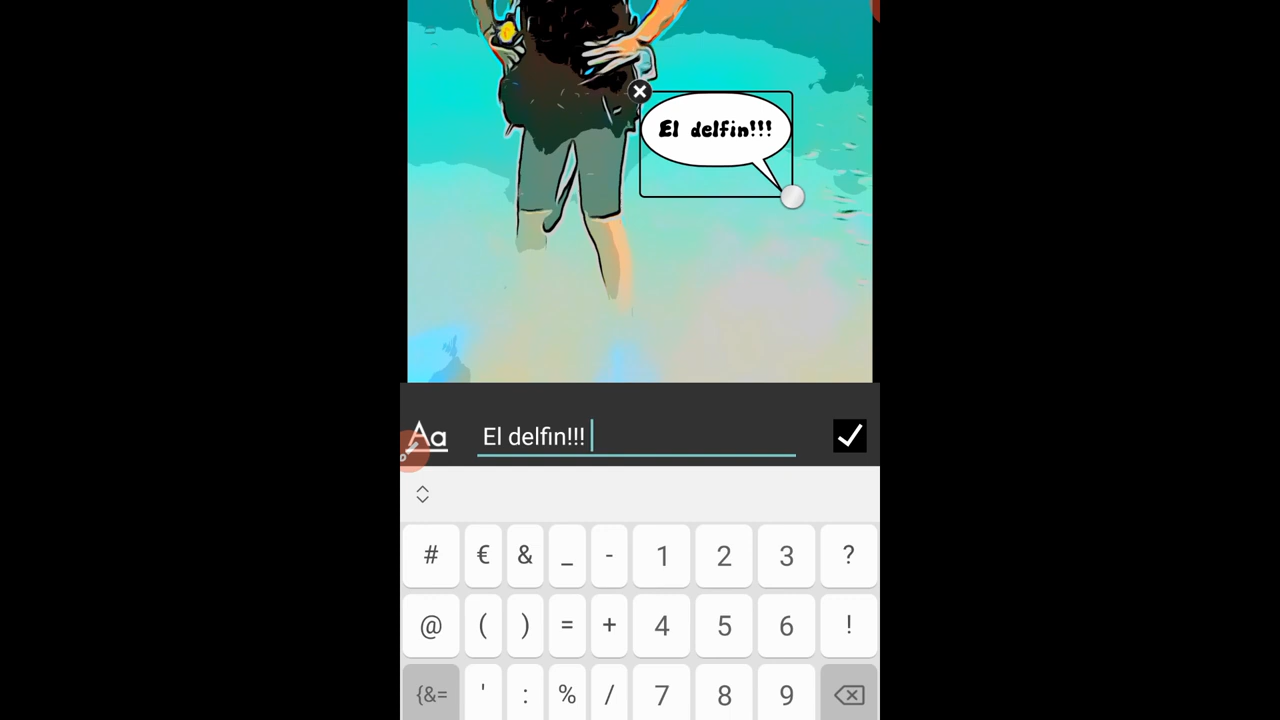 El delfin!!!
Aa El delfin!!!
# € & _ - 1 2 3 ?
@ ( ) = + 4 5 6 !
{&= ' : % / 7 8 9